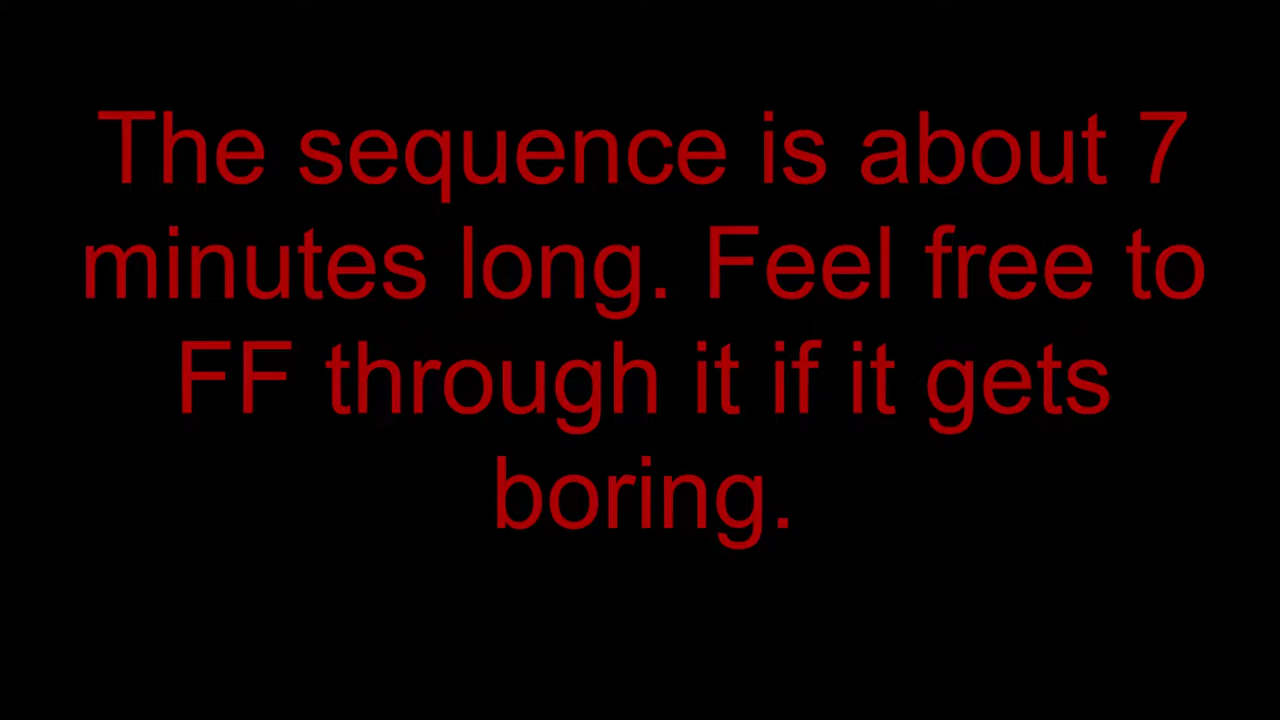 The sequence is about 7
minutes long. Feel free to
FF through it if it gets
boring.